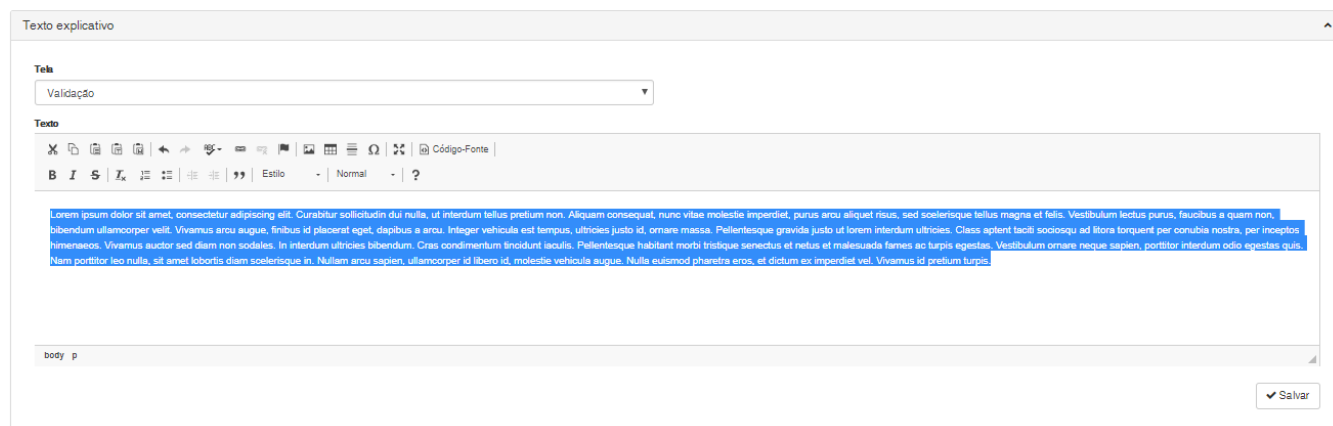 Texto explicativo
Tela
Validação
Texto
Código-Fonte
B I S Ix Estilo Normal ?
Lorem ipsum dolor sit amet, consectetur adipiscing elit. Curabitur sollicitudin dui nulla, ut interdum tellus pretium non. Aliquam consequat, nunc vitae molestie imperdiet, purus arcu aliquet risus, sed scelerisque tellus magna et felis. Vestibulum lectus purus, faucibus a quam non,
bibendum ullamcorper velit. Vivamus arcu augue, finibus id placerat eget, dapibus a arcu. Integer vehicula est tempus, ultricies justo id, ornare massa. Pellentesque gravida justo ut lorem interdum ultricies. Class aptent taciti sociosqu ad litora torquent per conubia nostra, per inceptos
himenaeos. Vivamus auctor sed diam non sodales. In interdum ultricies bibendum. Cras condimentum tincidunt iaculis. Pellentesque habitant morbi tristique senectus et netus et malesuada fames ac turpis egestas. Vestibulum ornare neque sapien, porttitor interdum odio egestas quis.
Nam porttitor leo nulla, sit amet lobortis diam scelerisque in. Nullam arcu sapien, ullamcorper id libero id, molestie vehicula augue. Nulla euismod pharetra eros, et dictum ex imperdiet vel. Vivamus id pretium turpis.
body p
Salvar